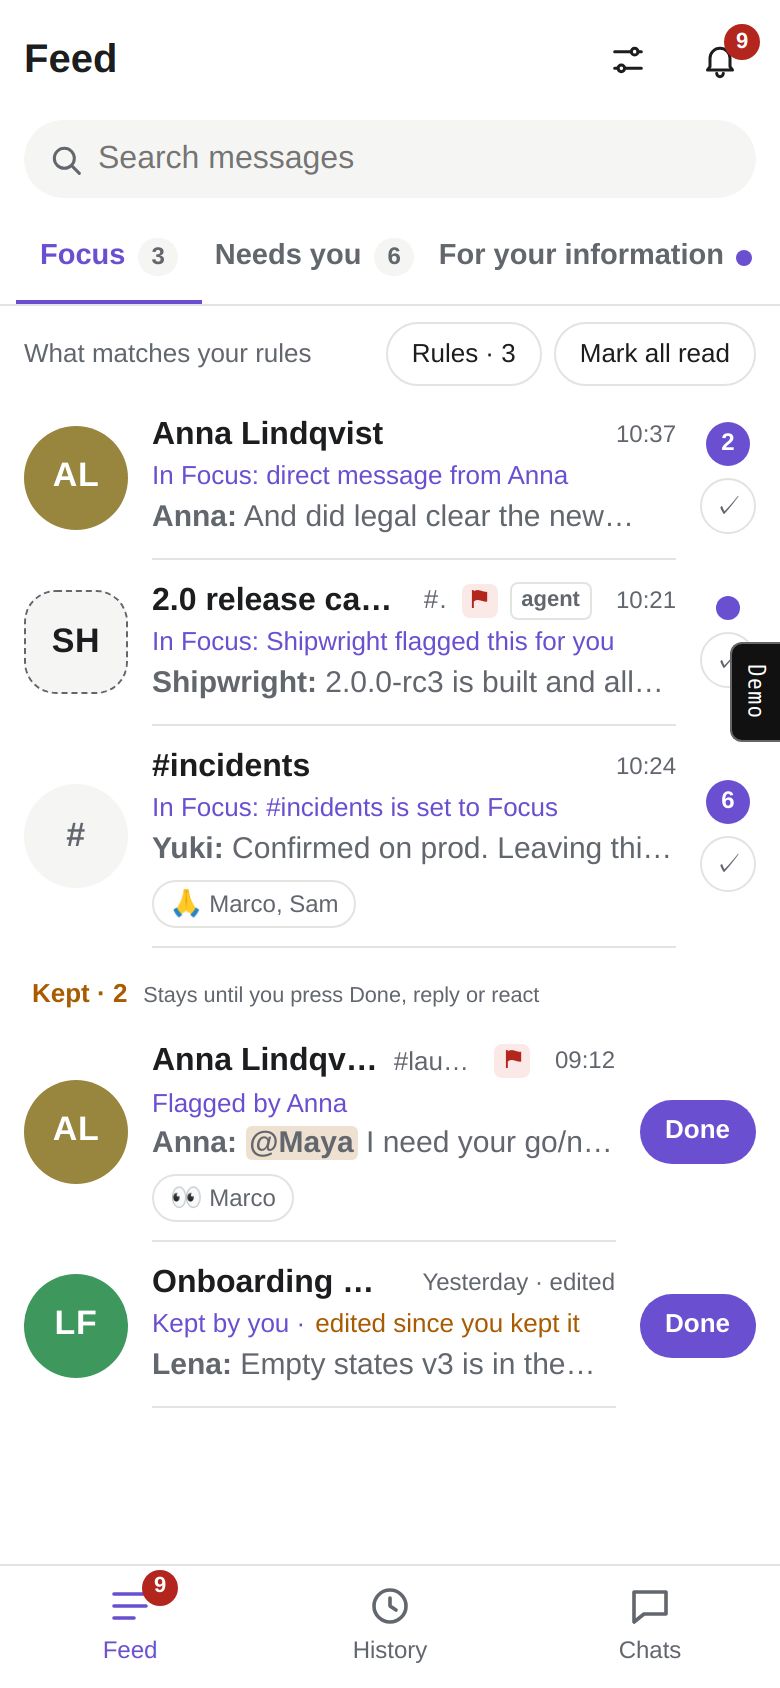 Feed
9
Search messages
Focus 3 Needs you 6 For your information
What matches your rules Rules · 3 Mark all read
AL Anna Lindqvist 10:37 2
In Focus: direct message from Anna
Anna: And did legal clear the new… ✓
SH 2.0 release ca… #. agent 10:21
In Focus: Shipwright flagged this for you
Shipwright: 2.0.0-rc3 is built and all… ✓
Demo
# #incidents 10:24
In Focus: #incidents is set to Focus 6
Yuki: Confirmed on prod. Leaving thi… ✓
🙏 Marco, Sam
Kept · 2 Stays until you press Done, reply or react
AL Anna Lindqv… #lau… 09:12
Flagged by Anna
Anna: @Maya I need your go/n… Done
👀 Marco
LF Onboarding … Yesterday · edited
Kept by you · edited since you kept it Done
Lena: Empty states v3 is in the…
9
Feed History Chats